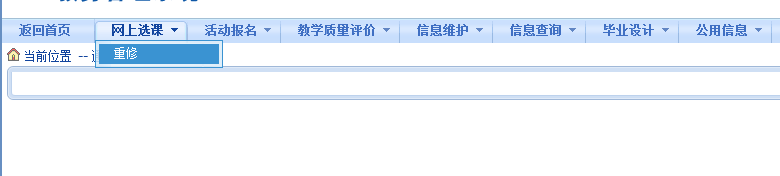 返回首页 网上选课 活动报名 教学质量评价 信息维护 信息查询 毕业设计 公用信息
重修
当前位置 --